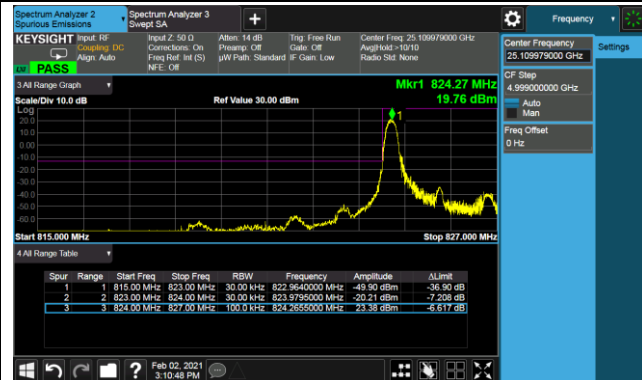 Spectrum Analyzer 2
Spurious Emissions
Spectrum Analyzer 3
Swept SA
Frequency
KEYSIGHT
Input: RF
Coupling: DC
Align: Auto
Input Z: 50 Ω
Corrections: On
Freq Ref: Int (S)
NFE: Off
Atten: 14 dB
Preamp: Off
µW Path: Standard
Trig: Free Run
Gate: Off
IF Gain: Low
Center Freq: 25.109979000 GHz
Avg|Hold:>10/10
Radio Std: None
PASS
Center Frequency
25.109979000 GHz
Settings
CF Step
4.999000000 GHz
Auto
Man
Freq Offset
0 Hz
3 All Range Graph
Mkr1 824.27 MHz
19.76 dBm
Scale/Div 10.0 dB
Ref Value 30.00 dBm
Log
20.0
10.0
0.00
-10.0
-20.0
-30.0
-40.0
-50.0
-60.0
1
Start 815.000 MHz
Stop 827.000 MHz
4 All Range Table
Spur Range Start Freq Stop Freq RBW Frequency Amplitude ΔLimit
1 1 815.00 MHz 823.00 MHz 30.00 kHz 822.9640000 MHz -49.90 dBm -36.90 dB
2 2 823.00 MHz 824.00 MHz 30.00 kHz 823.9795000 MHz -20.21 dBm -7.208 dB
3 3 824.00 MHz 827.00 MHz 100.0 kHz 824.2655000 MHz 23.38 dBm -6.617 dB
Feb 02, 2021
3:10:48 PM